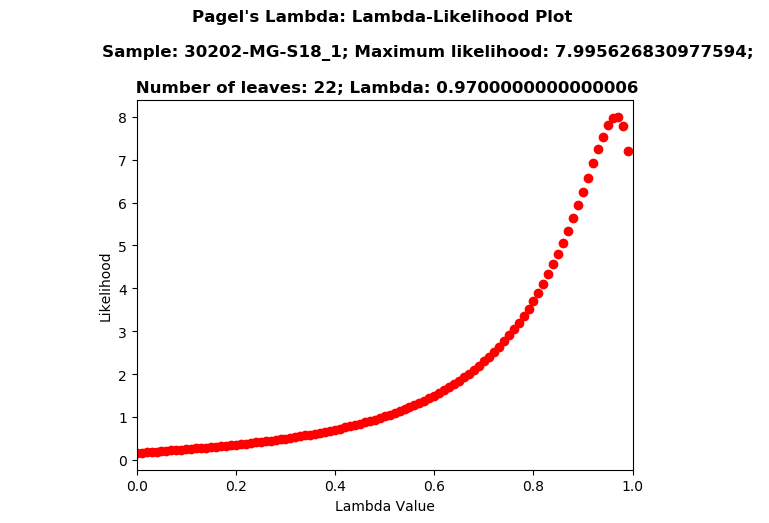 Pagel's Lambda: Lambda-Likelihood Plot
Sample: 30202-MG-S18_1; Maximum likelihood: 7.995626830977594;
Number of leaves: 22; Lambda: 0.9700000000000006
8
7
6
5
4
3
2
1
0
Likelihood
0.0 0.2 0.4 0.6 0.8 1.0
Lambda Value